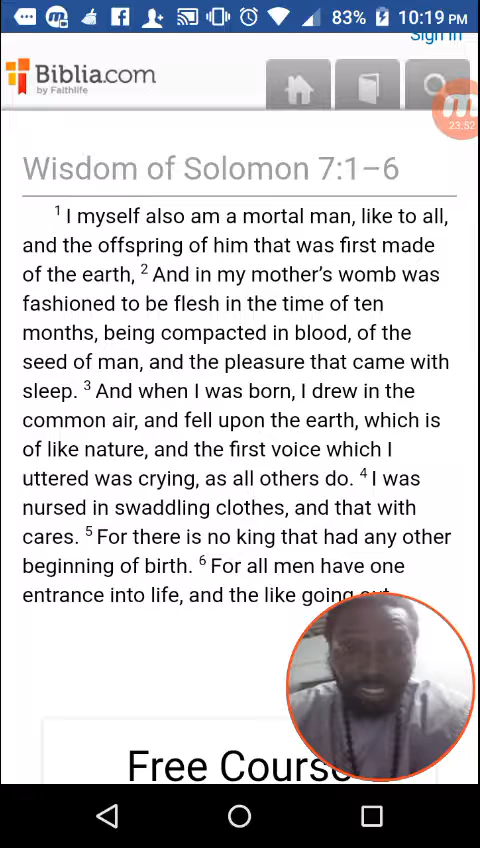 83% 10:19 PM
Sign in
Biblia.com
by Faithlife
23:52
Wisdom of Solomon 7:1–6
1 I myself also am a mortal man, like to all,
and the offspring of him that was first made
of the earth, 2 And in my mother's womb was
fashioned to be flesh in the time of ten
months, being compacted in blood, of the
seed of man, and the pleasure that came with
sleep. 3 And when I was born, I drew in the
common air, and fell upon the earth, which is
of like nature, and the first voice which I
uttered was crying, as all others do. 4 I was
nursed in swaddling clothes, and that with
cares. 5 For there is no king that had any other
beginning of birth. 6 For all men have one
entrance into life, and the like going out.
Free Course